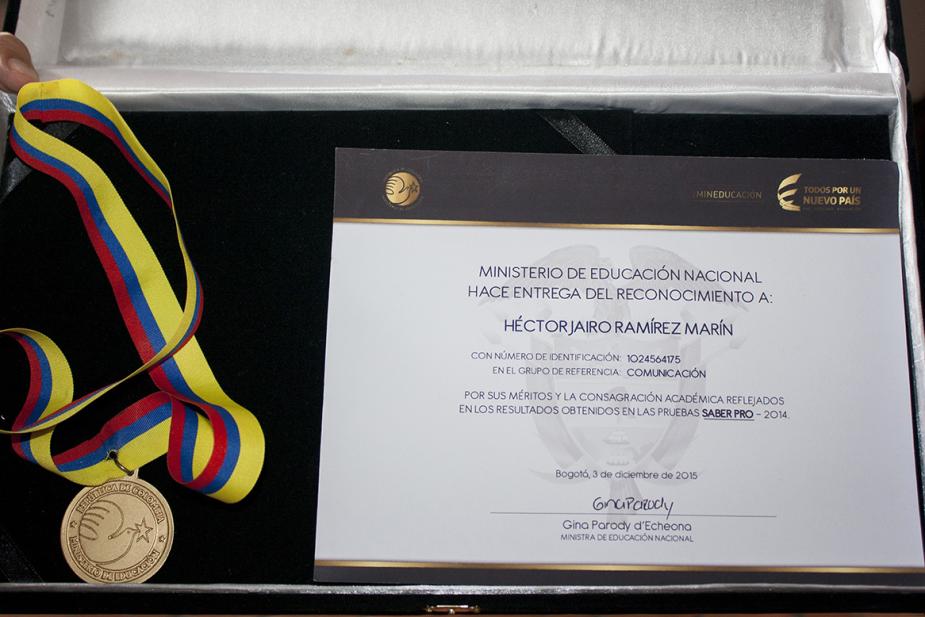 MINEDUCACIÓN
TODOS POR UN
NUEVO PAÍS
MINISTERIO DE EDUCACIÓN NACIONAL
HACE ENTREGA DEL RECONOCIMIENTO A:
HÉCTOR JAIRO RAMÍREZ MARÍN
CON NÚMERO DE IDENTIFICACIÓN: 1024564175
EN EL GRUPO DE REFERENCIA: COMUNICACIÓN
POR SUS MÉRITOS Y LA CONSAGRACIÓN ACADÉMICA REFLEJADOS
EN LOS RESULTADOS OBTENIDOS EN LAS PRUEBAS SABER PRO – 2014.
Bogotá, 3 de diciembre de 2015
Gina Parody
Gina Parody d'Echeona
MINISTRA DE EDUCACIÓN NACIONAL
REPÚBLICA DE COLOMBIA
MINISTERIO DE EDUCACIÓN